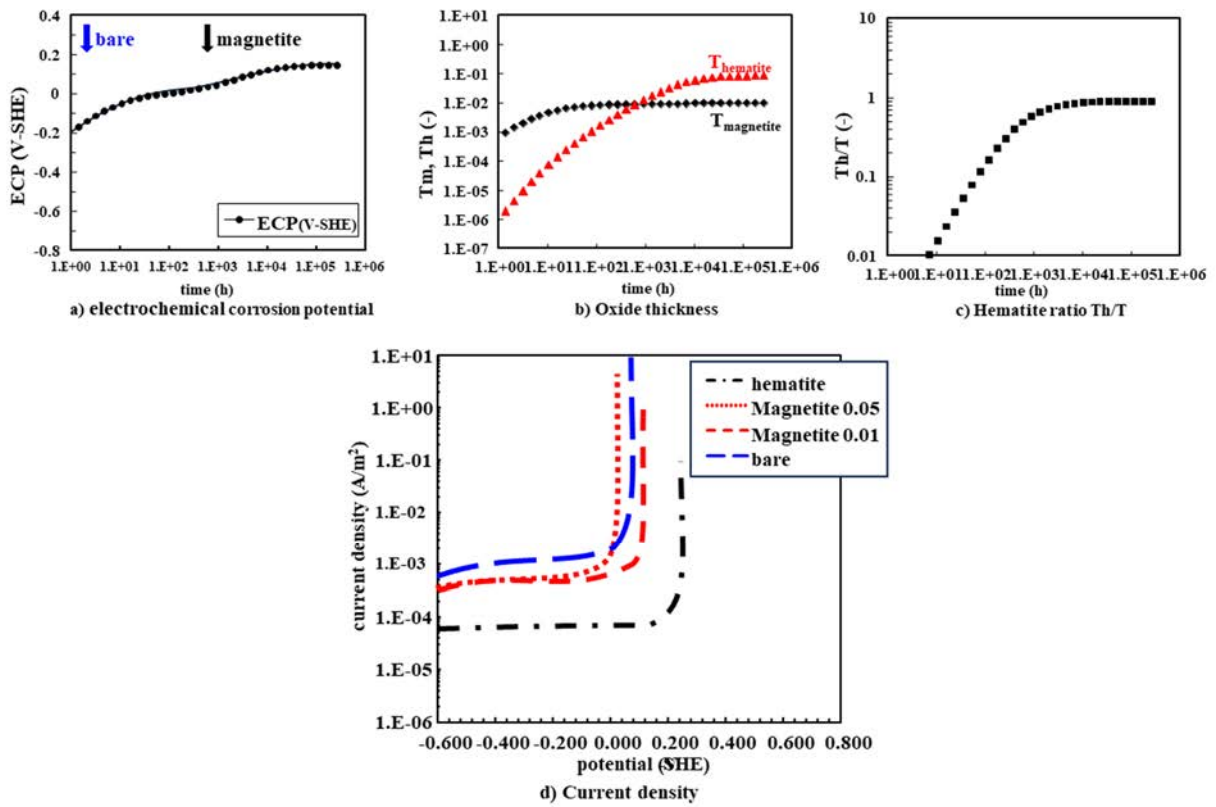 0.4
0.2
0
-0.2
-0.4
-0.6
-0.8
ECP (V-SHE)
bare
magnetite
ECP(V-SHE)
1.E+00 1.E+01 1.E+02 1.E+03 1.E+04 1.E+05 1.E+06
time (h)
a) electrochemical corrosion potential
1.E+01
1.E+00
1.E-01
1.E-02
1.E-03
1.E-04
1.E-05
1.E-06
1.E-07
Tm, Th (-)
Thematite
Tmagnetite
1.E+001.E+011.E+021.E+031.E+041.E+051.E+06
time (h)
b) Oxide thickness
10
1
0.1
0.01
Th/T (-)
1.E+001.E+011.E+021.E+031.E+041.E+051.E+06
time (h)
c) Hematite ratio Th/T
1.E+01
1.E+00
1.E-01
1.E-02
1.E-03
1.E-04
1.E-05
1.E-06
current density (A/m²)
hematite
Magnetite 0.05
Magnetite 0.01
bare
-0.600 -0.400 -0.200 0.000 0.200 0.400 0.600 0.800
potential (SHE)
d) Current density